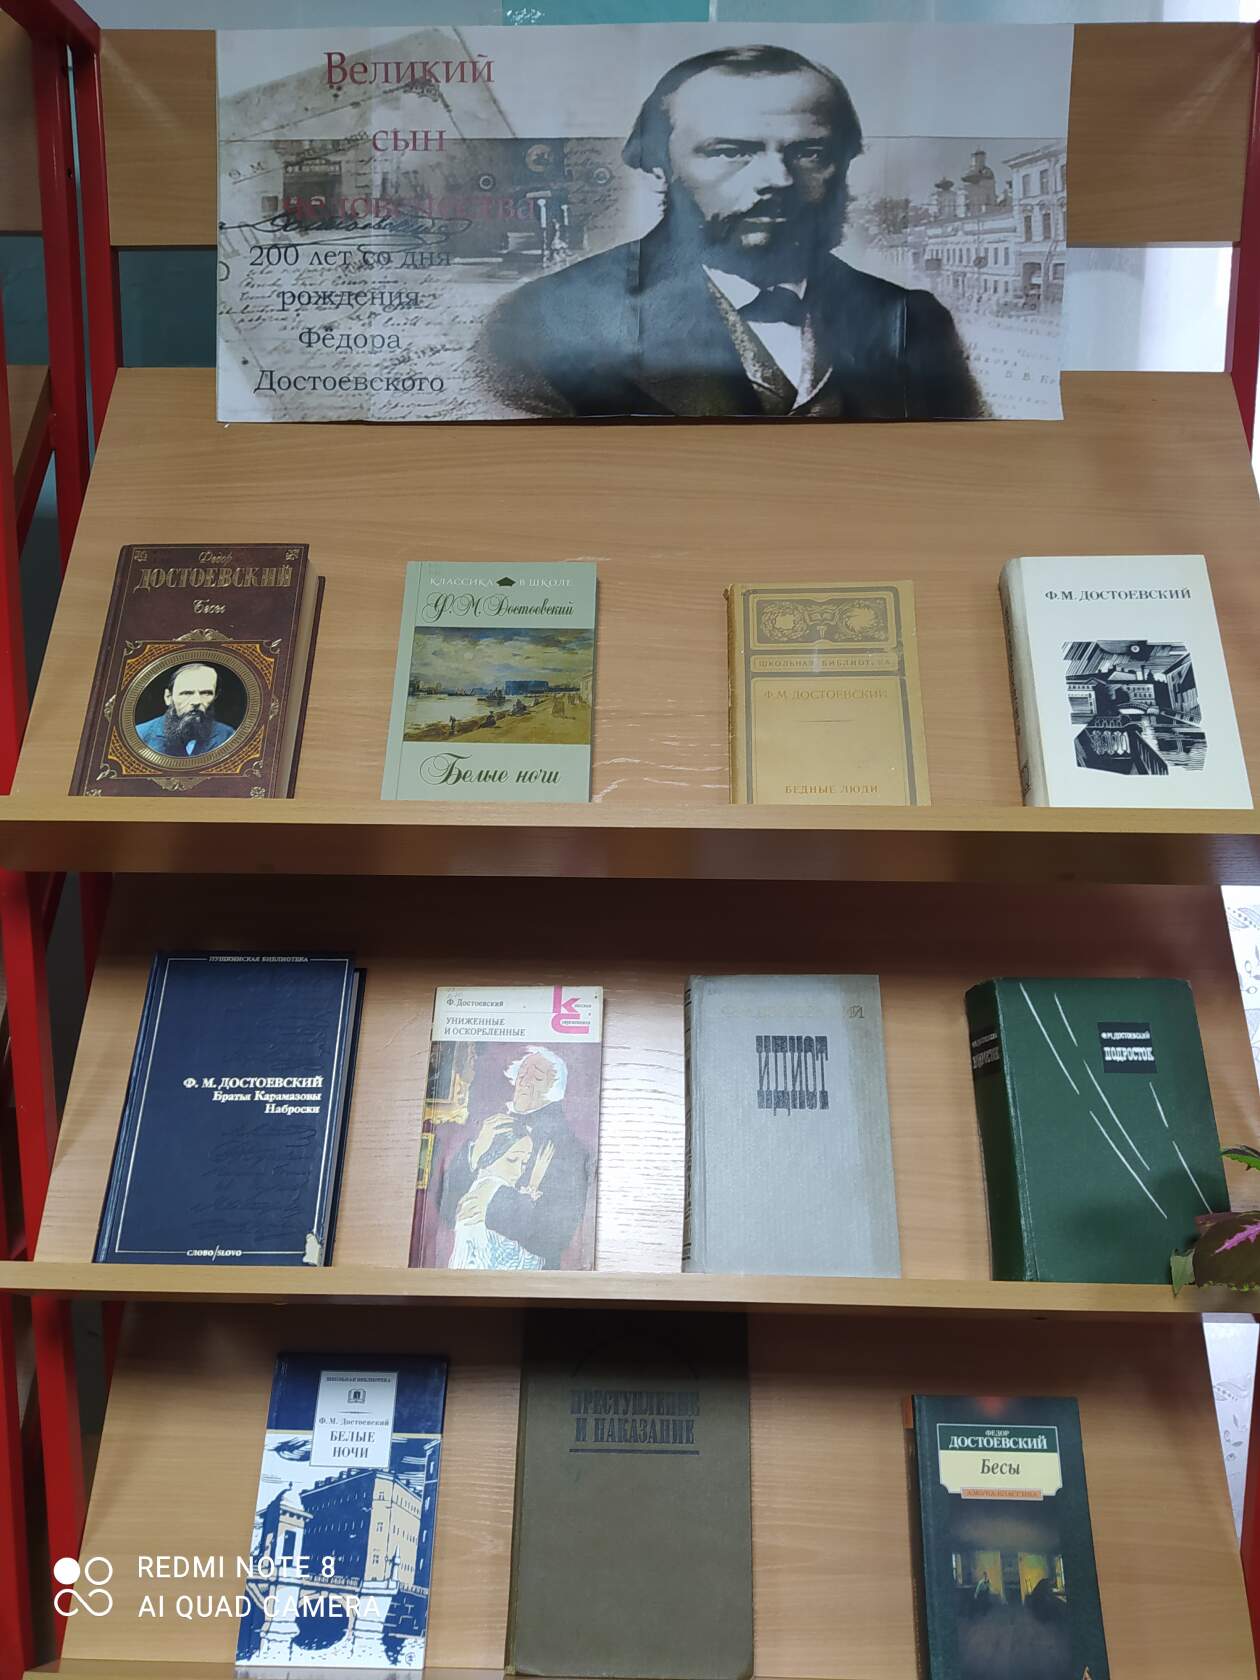 Великий
сын
человечества
200 лет со дня
рождения
Фёдора
Достоевского
Федор
ДОСТОЕВСКИЙ
Бесы
КЛАССИКА В ШКОЛЕ
Ф. М. Достоевский
Белые ночи
ШКОЛЬНАЯ БИБЛИОТЕКА
Ф.М. ДОСТОЕВСКИЙ
БЕДНЫЕ ЛЮДИ
Ф. М. ДОСТОЕВСКИЙ
ПУШКИНСКАЯ БИБЛИОТЕКА
Ф. М. ДОСТОЕВСКИЙ
Братья Карамазовы
Наброски
СЛОВО/SLOVO
Ф. Достоевский
УНИЖЕННЫЕ
И ОСКОРБЛЕННЫЕ
ИДИОТ
Ф.М. ДОСТОЕВСКИЙ
ПОДРОСТОК
ШКОЛЬНАЯ БИБЛИОТЕКА
Ф. М. Достоевский
БЕЛЫЕ
НОЧИ
ПРЕСТУПЛЕНИЕ
И НАКАЗАНИЕ
ФЕДОР
ДОСТОЕВСКИЙ
Бесы
АЗБУКА-КЛАССИКА
REDMI NOTE 8
AI QUAD CAMERA